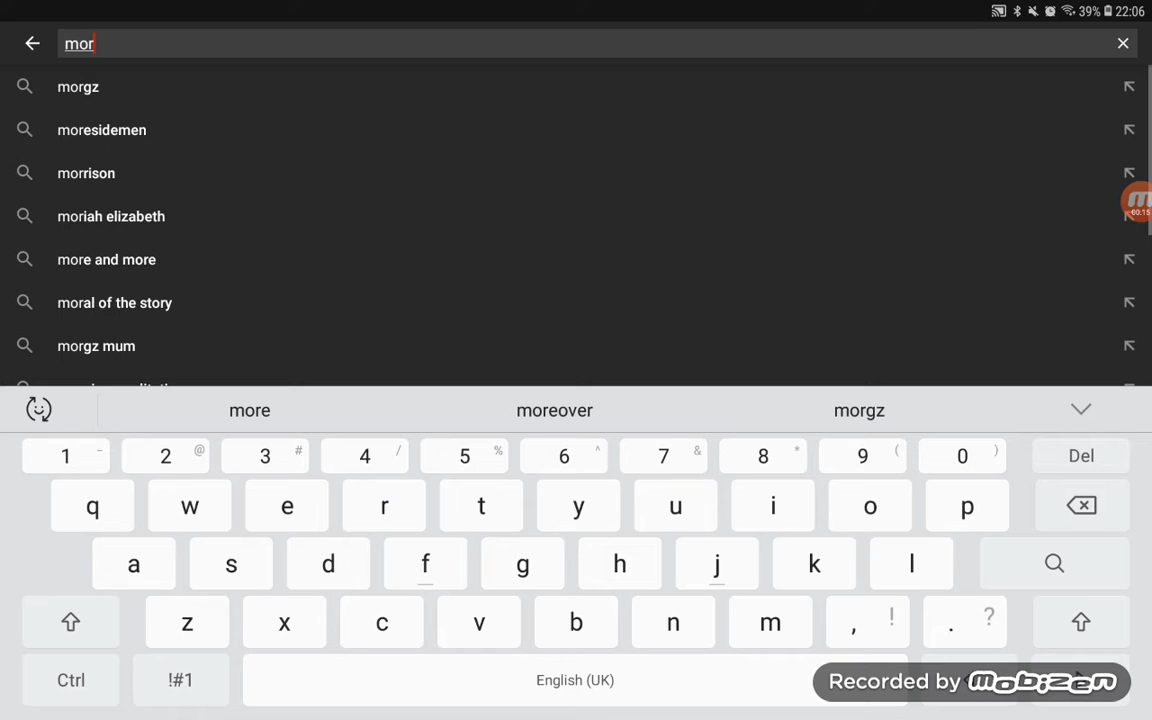 39% 22:06
mor
morgz
moresidemen
morrison
moriah elizabeth
00:15
more and more
moral of the story
morgz mum
more moreover morgz
1 - 2 @ 3 # 4 / 5 % 6 ^ 7 & 8 * 9 ( 0 ) Del
q w e r t y u i o p
a s d f g h j k l
z x c v b n m , ! . ?
Ctrl !#1 English (UK)
Recorded by mobizen